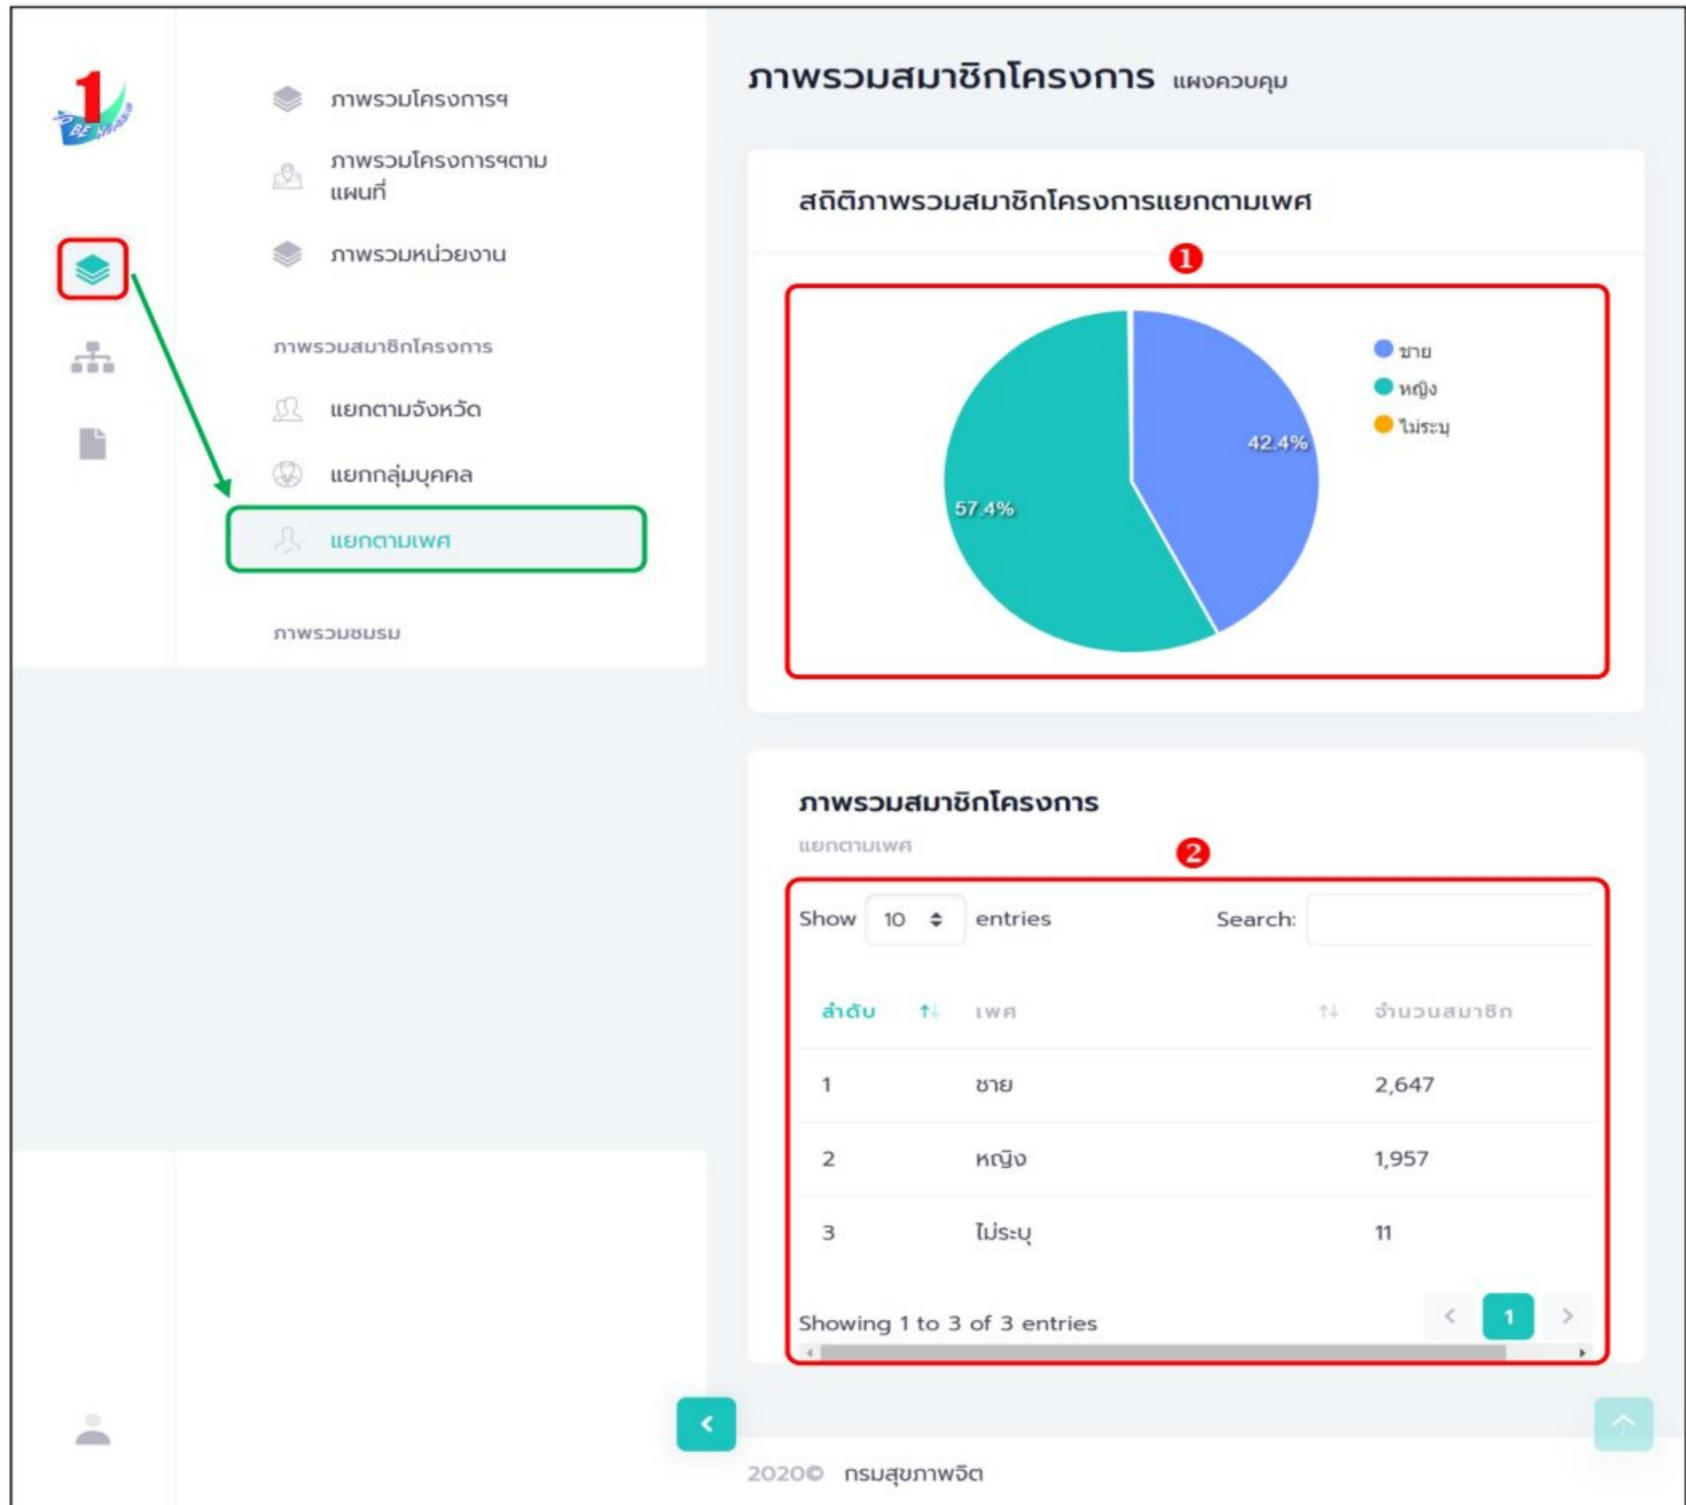 1
TO BE NUMBER
ภาพรวมโครงการฯ
ภาพรวมโครงการฯตาม
แผนที่
ภาพรวมหน่วยงาน
ภาพรวมสมาชิกโครงการ
แยกตามจังหวัด
แยกกลุ่มบุคคล
แยกตามเพศ
ภาพรวมชมรม
ภาพรวมสมาชิกโครงการ แผงควบคุม
สถิติภาพรวมสมาชิกโครงการแยกตามเพศ
1
42.4%
57.4%
ชาย
หญิง
ไม่ระบุ
ภาพรวมสมาชิกโครงการ
แยกตามเพศ
2
Show 10 entries Search:
ลำดับ เพศ จำนวนสมาชิก
1 ชาย 2,647
2 หญิง 1,957
3 ไม่ระบุ 11
Showing 1 to 3 of 3 entries < 1 >
2020© กรมสุขภาพจิต